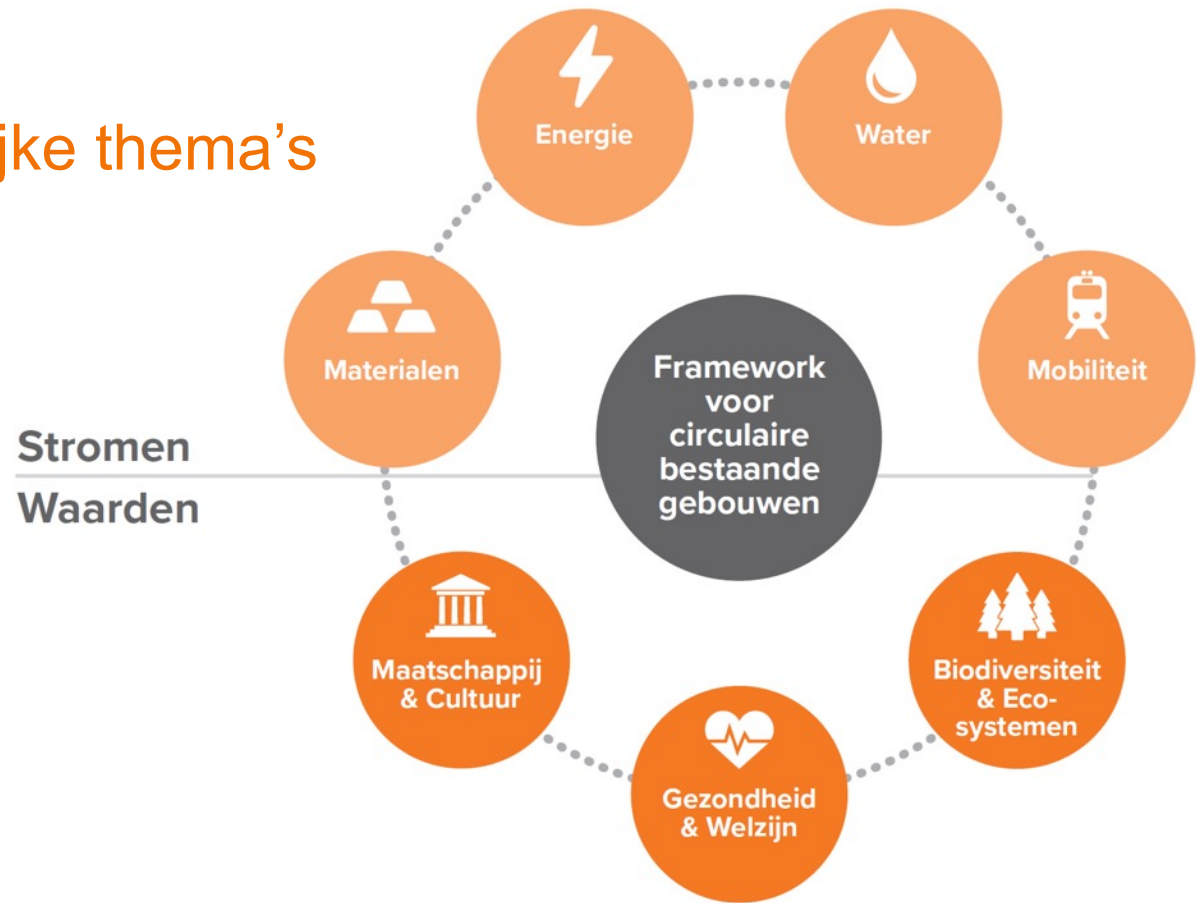 jke thema's
Energie
Water
Materialen
Mobiliteit
Framework
voor
circulaire
bestaande
gebouwen
Stromen
Waarden
Maatschappij
& Cultuur
Biodiversiteit
& Eco-
systemen
Gezondheid
& Welzijn